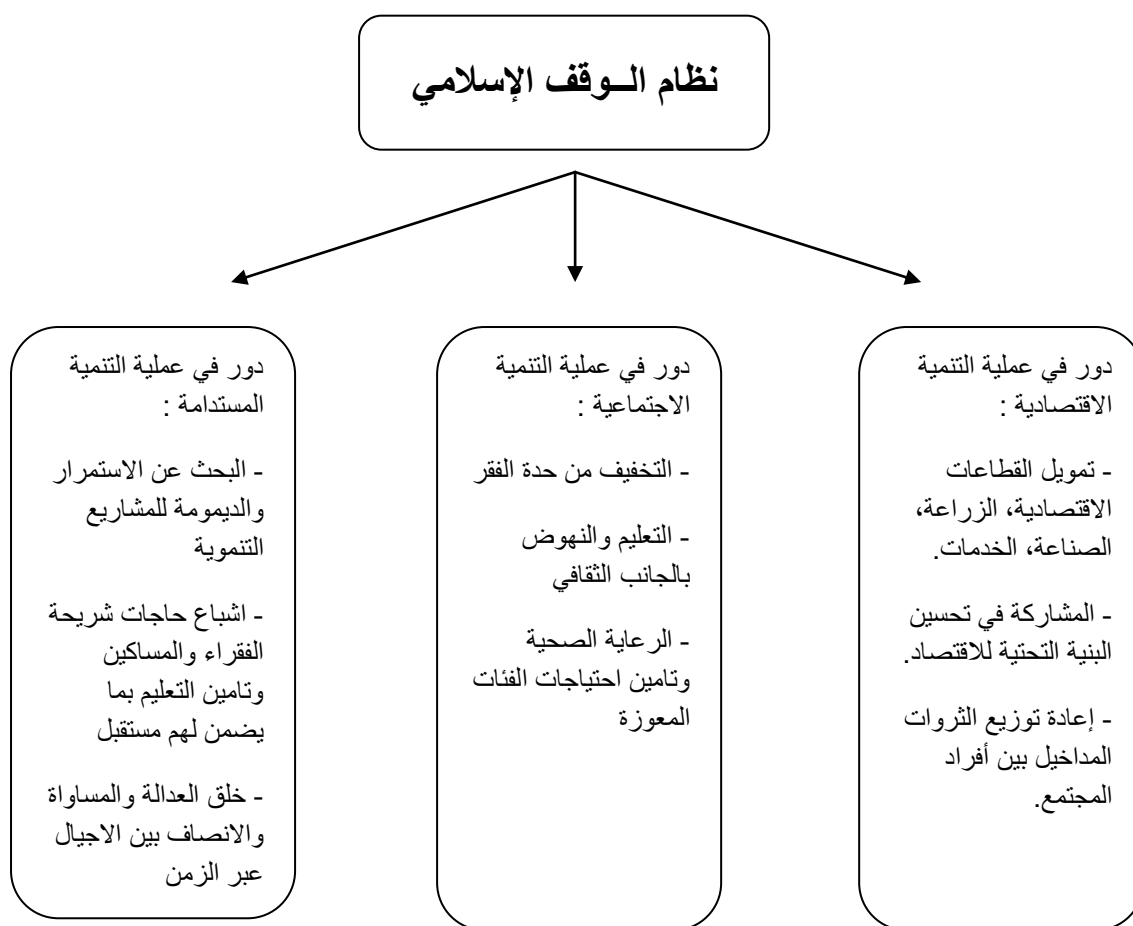 نظام الــوقف الإسلامي
دور في عملية التنمية
الاقتصادية :
- تمويل القطاعات
الاقتصادية، الزراعة،
الصناعة، الخدمات.
- المشاركة في تحسين
البنية التحتية للاقتصاد.
- إعادة توزيع الثروات
المداخيل بين أفراد
المجتمع.
دور في عملية التنمية
الاجتماعية :
- التخفيف من حدة الفقر
- التعليم والنهوض
بالجانب الثقافي
- الرعاية الصحية
وتامين احتياجات الفئات
المعوزة
دور في عملية التنمية
المستدامة :
- البحث عن الاستمرار
والديمومة للمشاريع
التنموية
- اشباع حاجات شريحة
الفقراء والمساكين
وتامين التعليم بما
يضمن لهم مستقبل
- خلق العدالة والمساواة
والانصاف بين الاجيال
عبر الزمن